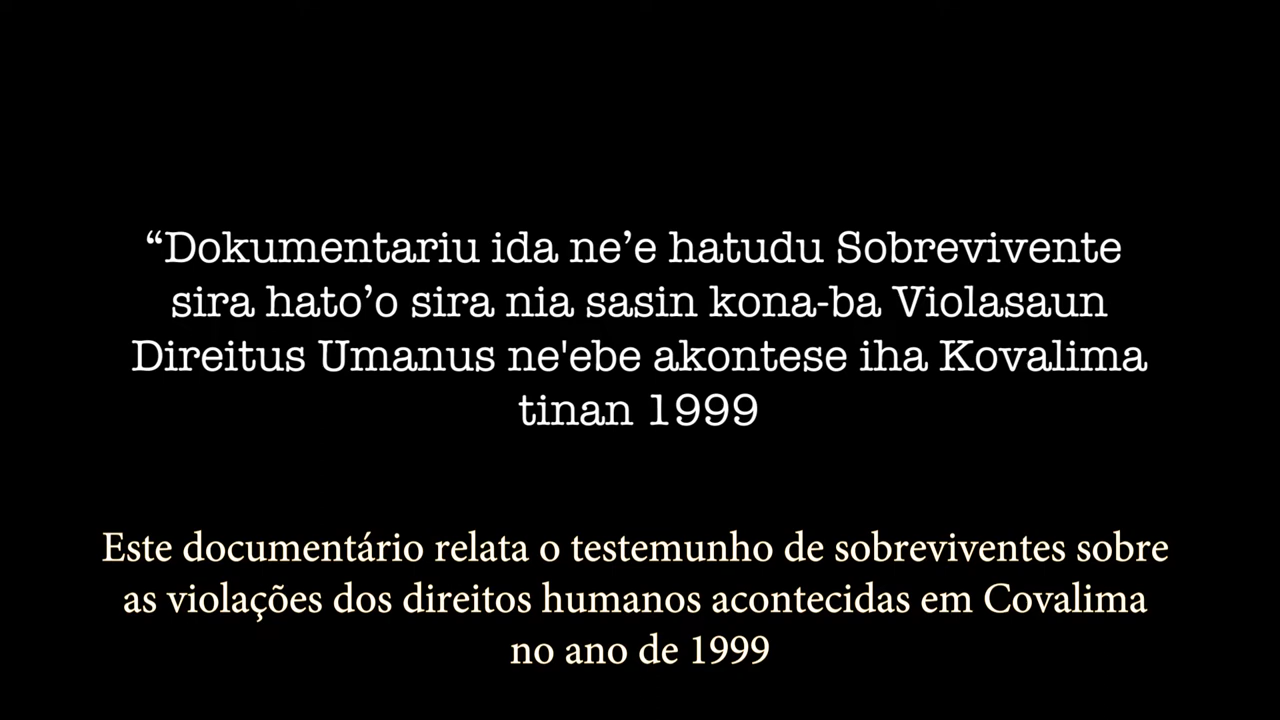 “Dokumentariu ida ne’e hatudu Sobrevivente
sira hato’o sira nia sasin kona-ba Violasaun
Direitus Umanus ne'ebe akontese iha Kovalima
tinan 1999
Este documentário relata o testemunho de sobreviventes sobre
as violações dos direitos humanos acontecidas em Covalima
no ano de 1999